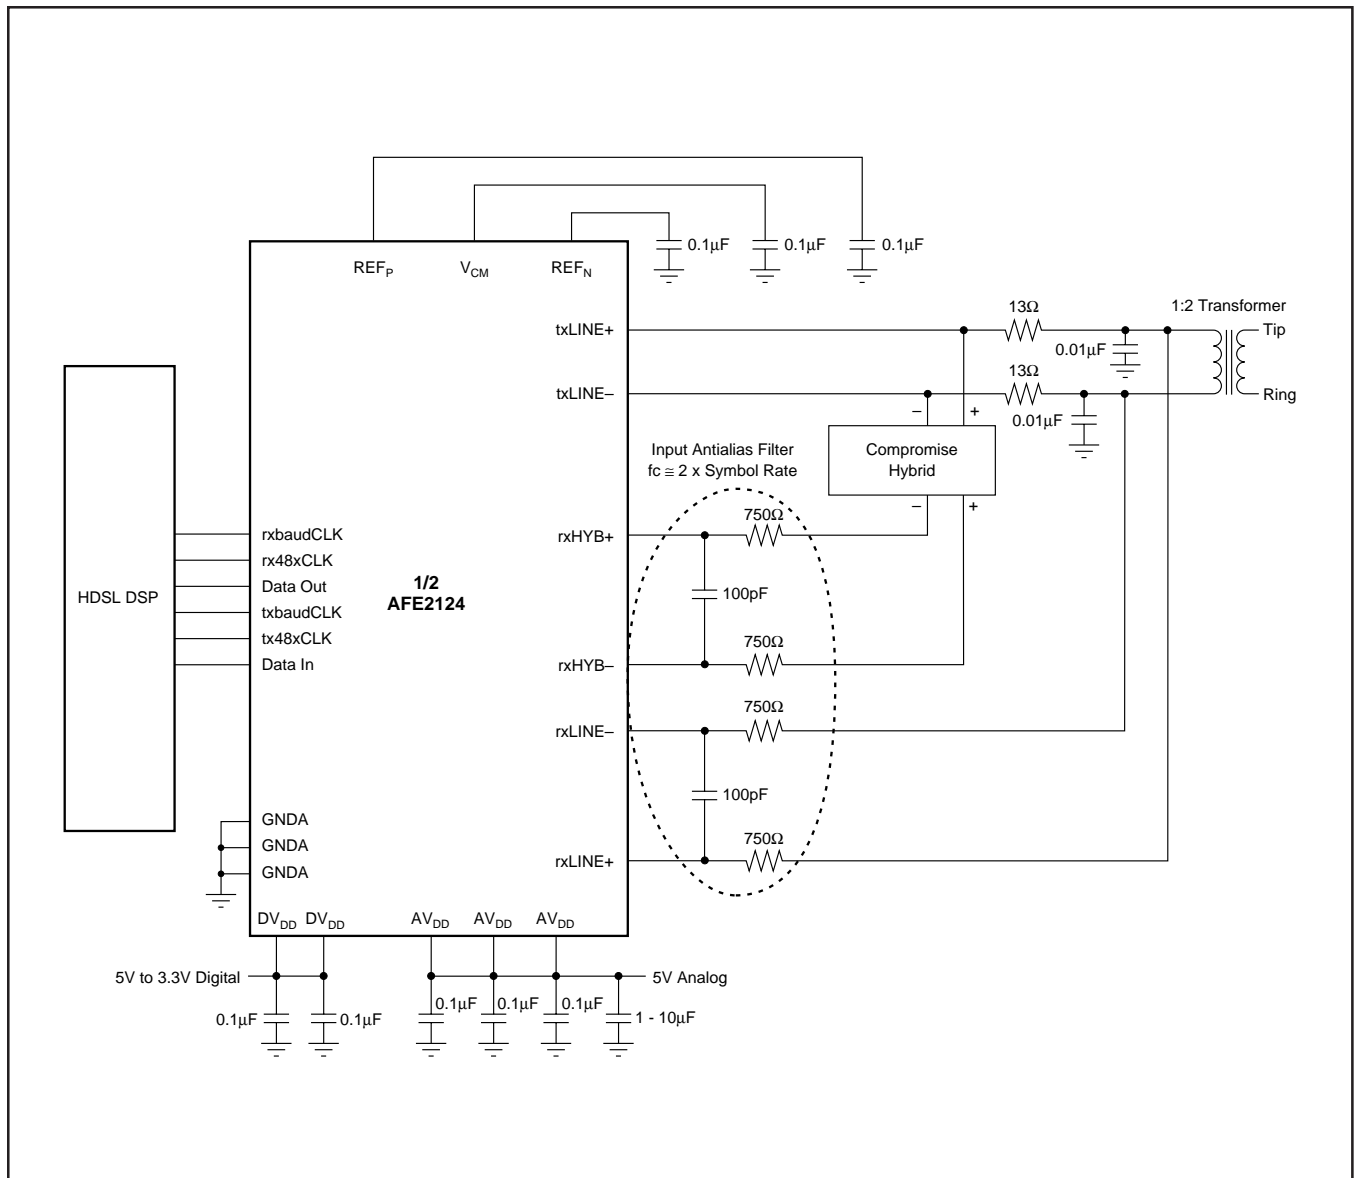 REFP
VCM
REFN
0.1µF
0.1µF
0.1µF
txLINE+
txLINE–
13Ω
13Ω
0.01µF
0.01µF
1:2 Transformer
Tip
Ring
–
+
Compromise
Hybrid
–
+
Input Antialias Filter
fc ≅ 2 x Symbol Rate
HDSL DSP
rxbaudCLK
rx48xCLK
Data Out
txbaudCLK
tx48xCLK
Data In
1/2
AFE2124
rxHYB+
750Ω
100pF
rxHYB–
750Ω
rxLINE–
750Ω
100pF
rxLINE+
750Ω
GNDA
GNDA
GNDA
DVDD
DVDD
AVDD
AVDD
AVDD
5V to 3.3V Digital
5V Analog
0.1µF
0.1µF
0.1µF
0.1µF
0.1µF
1 - 10µF